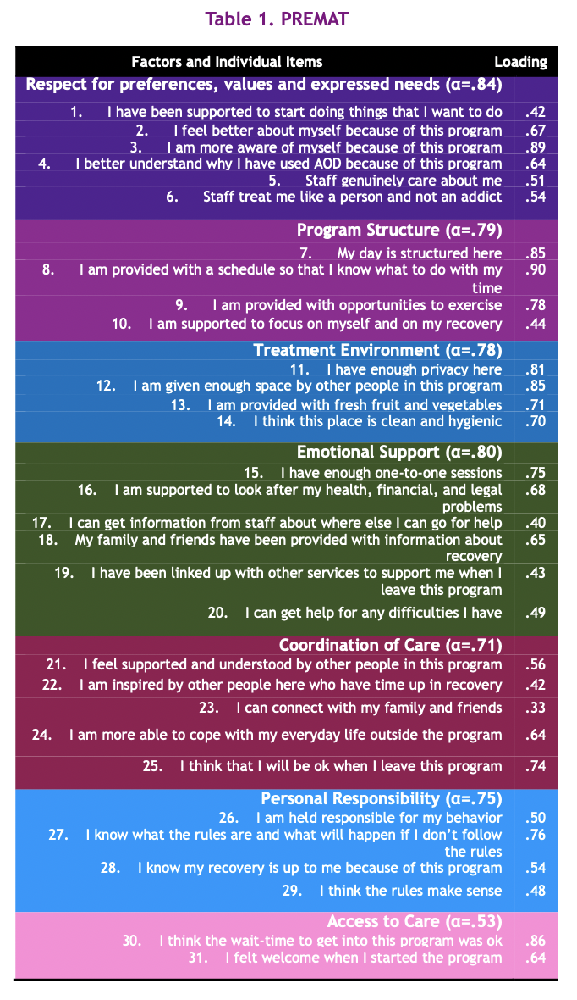 Table 1. PREMAT
Factors and Individual Items Loading
Respect for preferences, values and expressed needs (α=.84)
1. I have been supported to start doing things that I want to do .42
2. I feel better about myself because of this program .67
3. I am more aware of myself because of this program .89
4. I better understand why I have used AOD because of this program .64
5. Staff genuinely care about me .51
6. Staff treat me like a person and not an addict .54
Program Structure (α=.79)
7. My day is structured here .85
8. I am provided with a schedule so that I know what to do with my .90
time
9. I am provided with opportunities to exercise .78
10. I am supported to focus on myself and on my recovery .44
Treatment Environment (α=.78)
11. I have enough privacy here .81
12. I am given enough space by other people in this program .85
13. I am provided with fresh fruit and vegetables .71
14. I think this place is clean and hygienic .70
Emotional Support (α=.80)
15. I have enough one-to-one sessions .75
16. I am supported to look after my health, financial, and legal .68
problems
17. I can get information from staff about where else I can go for help .40
18. My family and friends have been provided with information about .65
recovery
19. I have been linked up with other services to support me when I .43
leave this program
20. I can get help for any difficulties I have .49
Coordination of Care (α=.71)
21. I feel supported and understood by other people in this program .56
22. I am inspired by other people here who have time up in recovery .42
23. I can connect with my family and friends .33
24. I am more able to cope with my everyday life outside the program .64
25. I think that I will be ok when I leave this program .74
Personal Responsibility (α=.75)
26. I am held responsible for my behavior .50
27. I know what the rules are and what will happen if I don’t follow .76
the rules
28. I know my recovery is up to me because of this program .54
29. I think the rules make sense .48
Access to Care (α=.53)
30. I think the wait-time to get into this program was ok .86
31. I felt welcome when I started the program .64